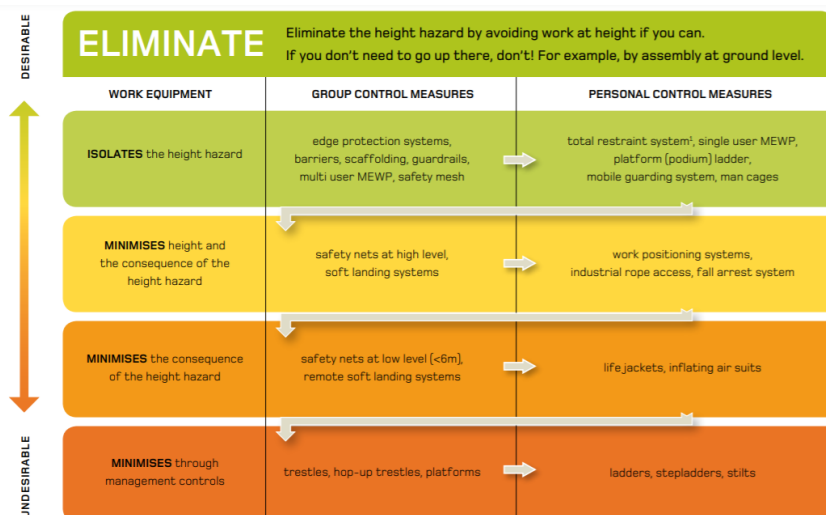 DESIRABLE
ELIMINATE
Eliminate the height hazard by avoiding work at height if you can.
If you don't need to go up there, don't! For example, by assembly at ground level.
WORK EQUIPMENT
GROUP CONTROL MEASURES
PERSONAL CONTROL MEASURES
ISOLATES the height hazard
edge protection systems,
barriers, scaffolding, guardrails,
multi user MEWP, safety mesh
total restraint system¹, single user MEWP,
platform (podium) ladder,
mobile guarding system, man cages
MINIMISES height and
the consequence of the
height hazard
safety nets at high level,
soft landing systems
work positioning systems,
industrial rope access, fall arrest system
MINIMISES the consequence
of the height hazard
safety nets at low level (<6m),
remote soft landing systems
life jackets, inflating air suits
UNDESIRABLE
MINIMISES through
management controls
trestles, hop-up trestles, platforms
ladders, stepladders, stilts